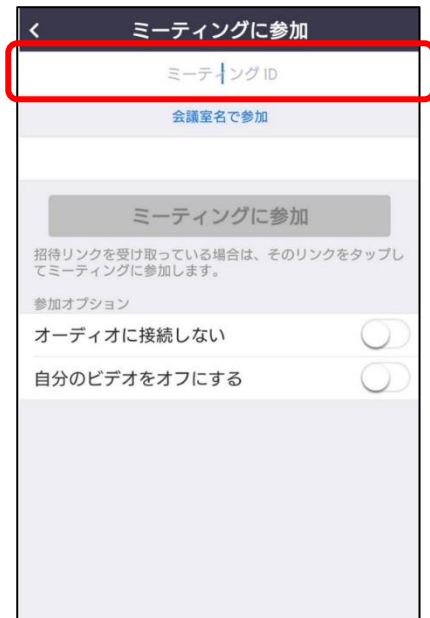 ミーティングに参加
ミーティング ID
会議室名で参加
ミーティングに参加
招待リンクを受け取っている場合は、そのリンクをタップし
てミーティングに参加します。
参加オプション
オーディオに接続しない
自分のビデオをオフにする